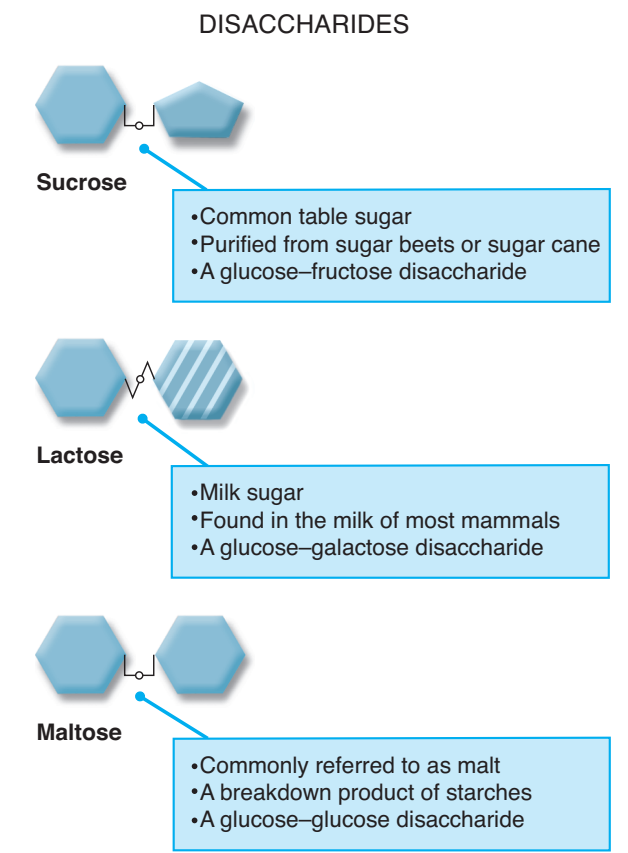 DISACCHARIDES
Sucrose
•Common table sugar
•Purified from sugar beets or sugar cane
•A glucose–fructose disaccharide
Lactose
•Milk sugar
•Found in the milk of most mammals
•A glucose–galactose disaccharide
Maltose
•Commonly referred to as malt
•A breakdown product of starches
•A glucose–glucose disaccharide